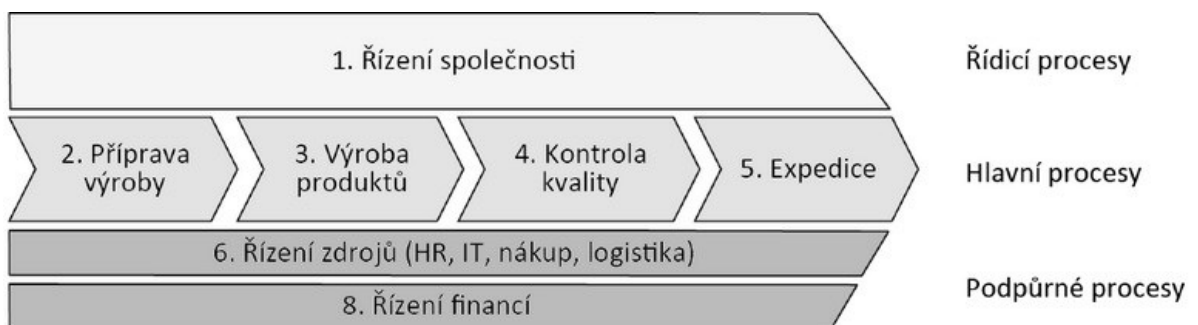 1. Řízení společnosti
Řídicí procesy
2. Příprava
výroby
3. Výroba
produktů
4. Kontrola
kvality
5. Expedice
Hlavní procesy
6. Řízení zdrojů (HR, IT, nákup, logistika)
8. Řízení financí
Podpůrné procesy